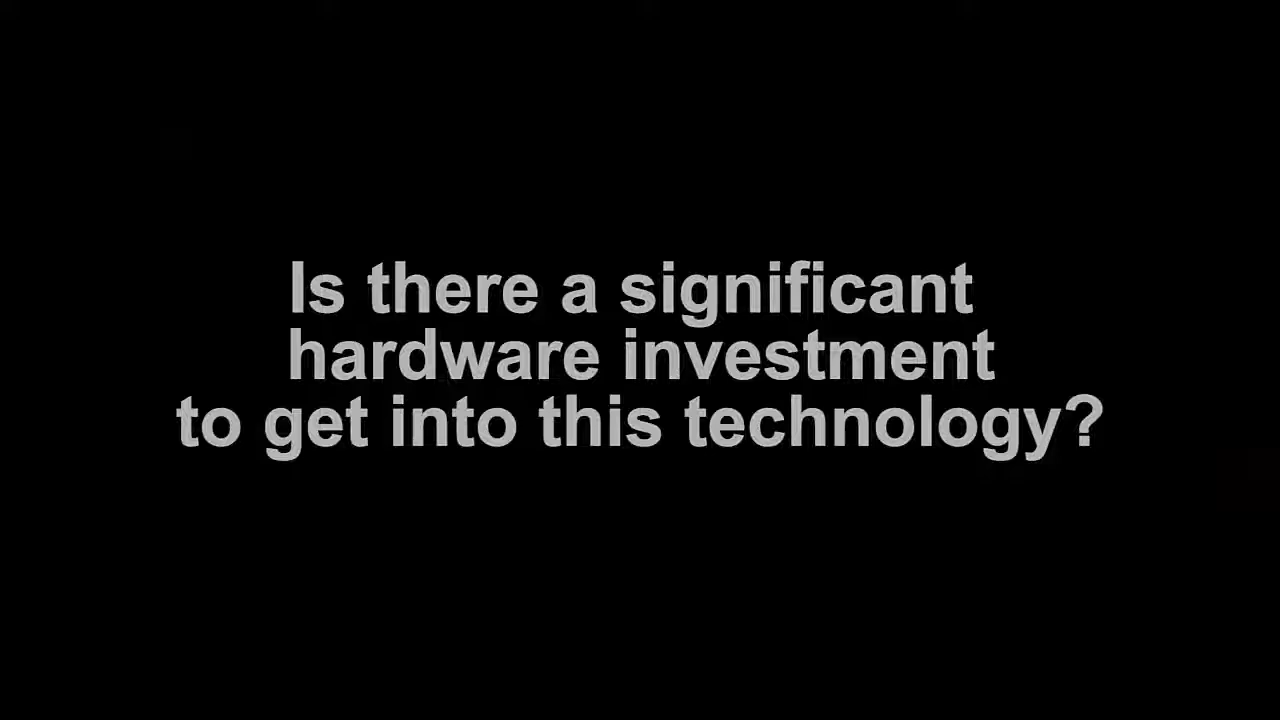 Is there a significant
hardware investment
to get into this technology?